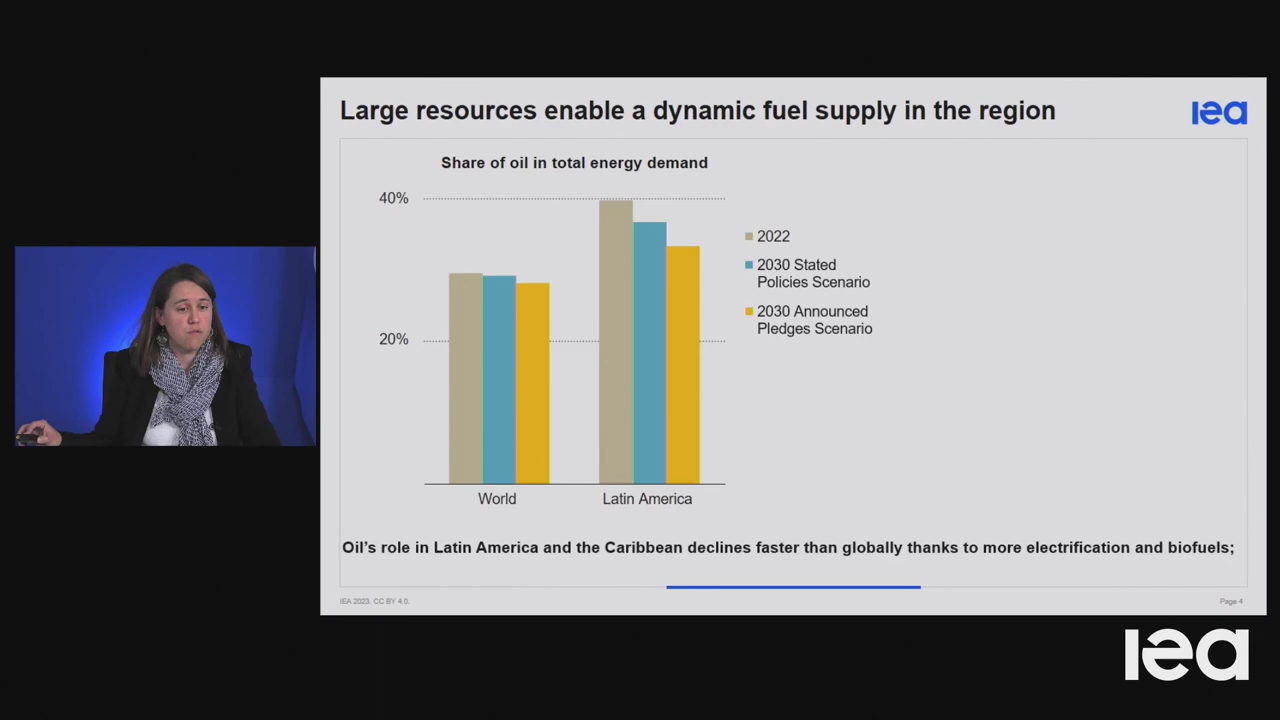 Large resources enable a dynamic fuel supply in the region
iea
Share of oil in total energy demand
40%
20%
2022
2030 Stated
Policies Scenario
2030 Announced
Pledges Scenario
World
Latin America
Oil's role in Latin America and the Caribbean declines faster than globally thanks to more electrification and biofuels;
IEA 2023. CC BY 4.0.
Page 4
iea